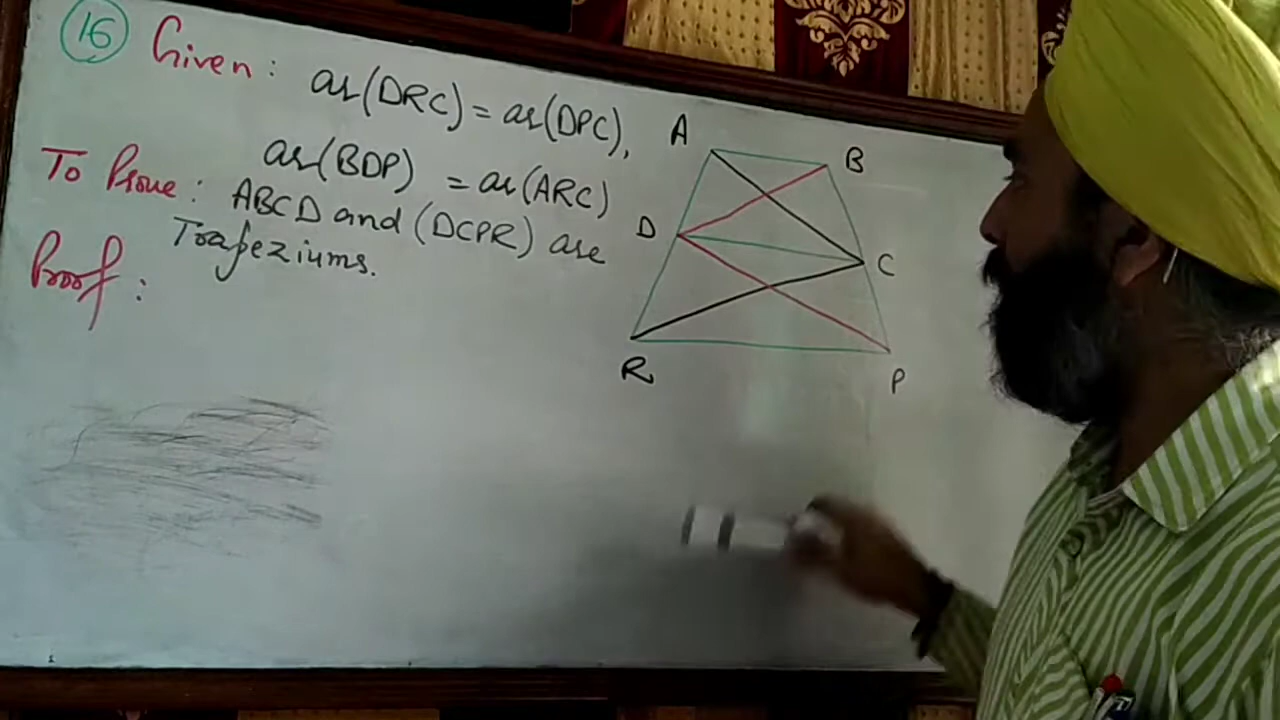 16 Given: ar(DRC) = ar(DPC),
ar(BDP) = ar(ARC)
To Prove: ABCD and (DCPR) are
Trapeziums.
Proof:
A
B
D
C
R
P